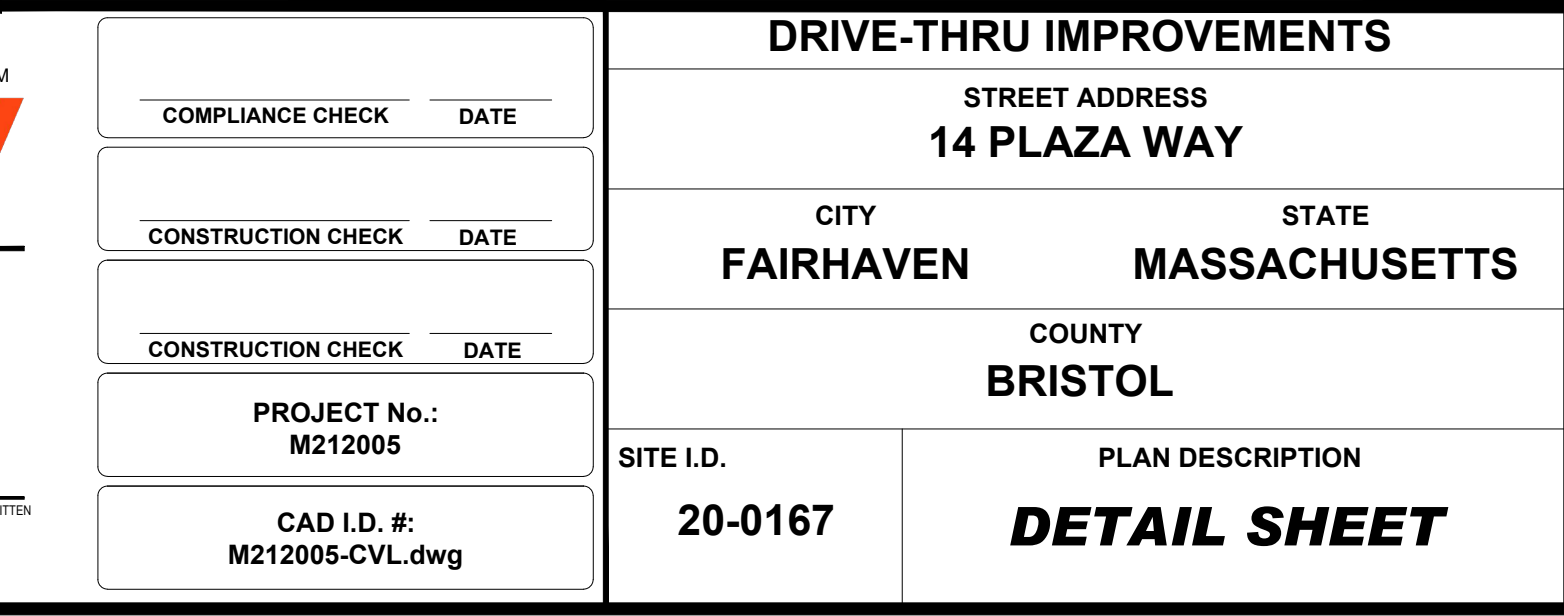 M
ITTEN
COMPLIANCE CHECK DATE
CONSTRUCTION CHECK DATE
CONSTRUCTION CHECK DATE
PROJECT No.:
M212005
CAD I.D. #:
M212005-CVL.dwg
DRIVE-THRU IMPROVEMENTS
STREET ADDRESS
14 PLAZA WAY
CITY STATE
FAIRHAVEN MASSACHUSETTS
COUNTY
BRISTOL
SITE I.D.
20-0167
PLAN DESCRIPTION
DETAIL SHEET